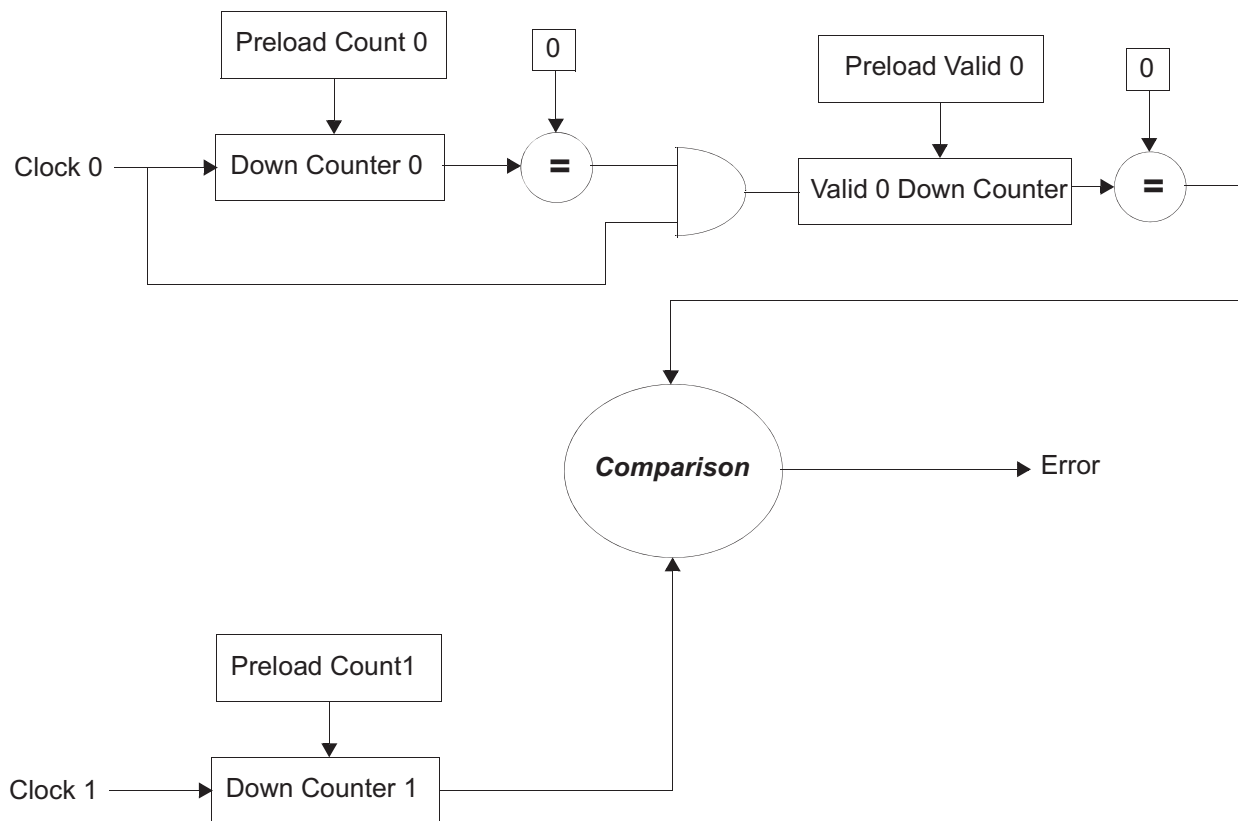 Preload Count 0
0
Preload Valid 0
0
Clock 0
Down Counter 0
=
Valid 0 Down Counter
=
Comparison
Error
Preload Count1
Clock 1
Down Counter 1